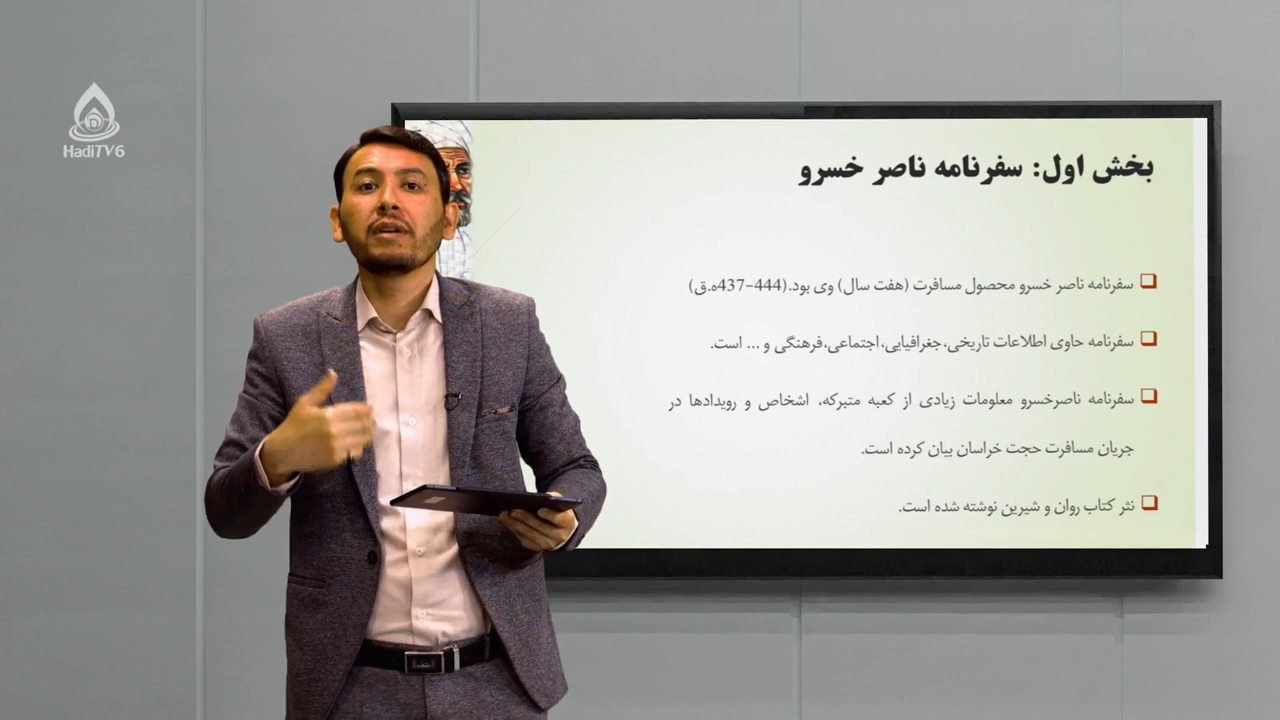 HadiTV6
بخش اول: سفرنامه ناصر خسرو
سفرنامه ناصر خسرو محصول مسافرت (هفت سال) وی بود.(444-437ه.ق)
سفرنامه حاوی اطلاعات تاریخی،جغرافیایی،اجتماعی،فرهنگی و ... است.
سفرنامه ناصرخسرو معلومات زیادی از کعبه متبرکه، اشخاص و رویدادها در
جریان مسافرت حجت خراسان بیان کرده است.
نثر کتاب روان و شیرین نوشته شده است.